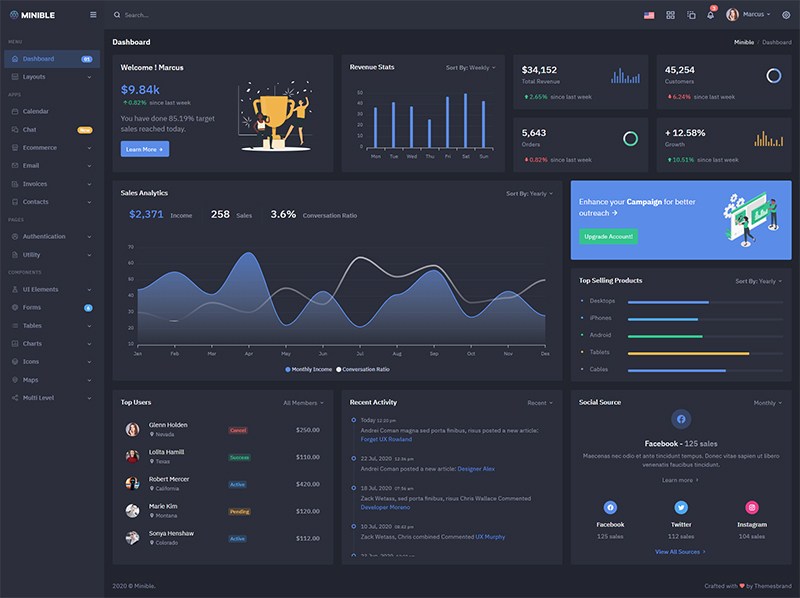 MINIBLE
Search...
3
Marcus
MENU
Dashboard
01
Layouts
APPS
Calendar
Chat
New
Ecommerce
Email
Invoices
Contacts
PAGES
Authentication
Utility
COMPONENTS
UI Elements
Forms
6
Tables
Charts
Icons
Maps
Multi Level
Dashboard
Minible / Dashboard
Welcome ! Marcus
$9.84k
0.82% since last week
You have done 85.19% target
sales reached today.
Learn More
Revenue Stats
Sort By: Weekly
50
40
30
20
10
0
Mon Tue Wed Thu Fri Sat Sun
$34,152
Total Revenue
2.65% since last week
45,254
Customers
6.24% since last week
5,643
Orders
0.82% since last week
+ 12.58%
Growth
10.51% since last week
Sales Analytics
Sort By: Yearly
$2,371 Income
258 Sales
3.6% Conversation Ratio
70
60
50
40
30
20
10
Jan Feb Mar Apr May Jun Jul Aug Sep Oct Nov Dec
Monthly Income Conversation Ratio
Enhance your Campaign for better
outreach
Upgrade Account!
Top Selling Products
Sort By: Yearly
Desktops
iPhones
Android
Tablets
Cables
Top Users
All Members
Glenn Holden
Nevada
Cancel
$250.00
Lolita Hamill
Texas
Success
$110.00
Robert Mercer
California
Active
$420.00
Marie Kim
Montana
Pending
$120.00
Sonya Henshaw
Colorado
Active
$112.00
Recent Activity
Recent
Today 12:20 pm
Andrei Coman magna sed porta finibus, risus posted a new article:
Forget UX Rowland
22 Jul, 2020 12:36 pm
Andrei Coman posted a new article: Designer Alex
18 Jul, 2020 07:56 am
Zack Wetass, sed porta finibus, risus Chris Wallace Commented
Developer Moreno
10 Jul, 2020 08:42 pm
Zack Wetass, Chris combined Commented UX Murphy
Social Source
Monthly
Facebook - 125 sales
Maecenas nec odio et ante tincidunt tempus. Donec vitae sapien ut libero
venenatis faucibus tincidunt.
Learn more
Facebook
125 sales
Twitter
112 sales
Instagram
104 sales
View All Sources
2020 © Minible.
Crafted with ❤ by Themesbrand